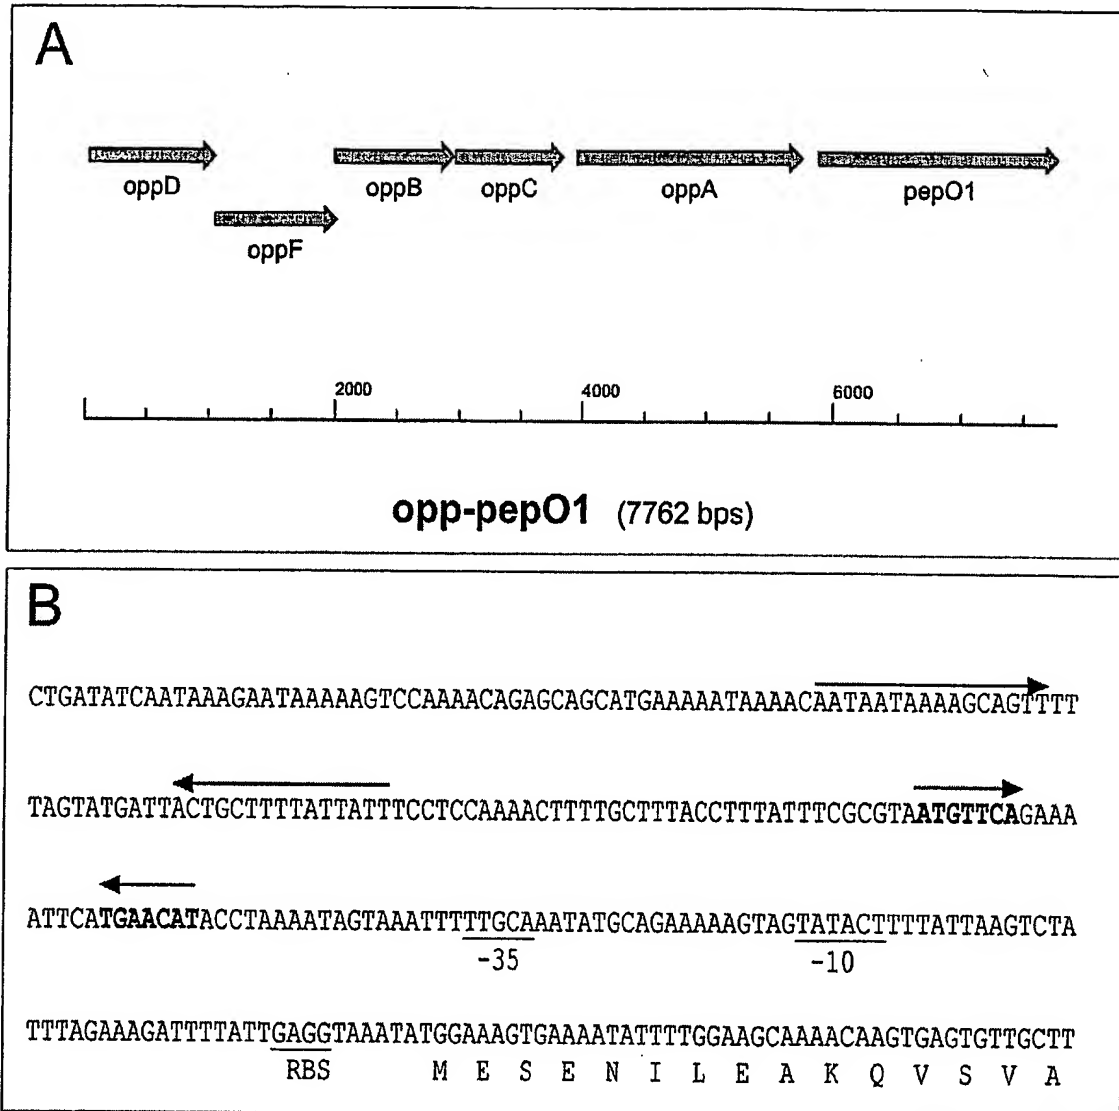 A
oppD oppB oppC oppA pepO1
oppF
2000 4000 6000
opp-pepO1 (7762 bps)
B
CTGATATCAATAAAGAATAAAAAGTCCAAAACAGAGCAGCATGAAAAATAAAACAATAATAAAAGCAGTTTT
TAGTATGATTACTGCTTTTATTATTTCCTCCAAAACTTTTGCTTTACCTTTATTTCGCGTAATGTTCAGAAA
ATTCATGAACATACCTAAAATAGTAAATTTTTGCAAATATGCAGAAAAAGTAGTATACTTTTATTAAGTCTA
-35 -10
TTTAGAAAGATTTTATTGAGGTAAATATGGAAAGTGAAAATATTTTGGAAGCAAAACAAGTGAGTGTTGCTT
RBS M E S E N I L E A K Q V S V A